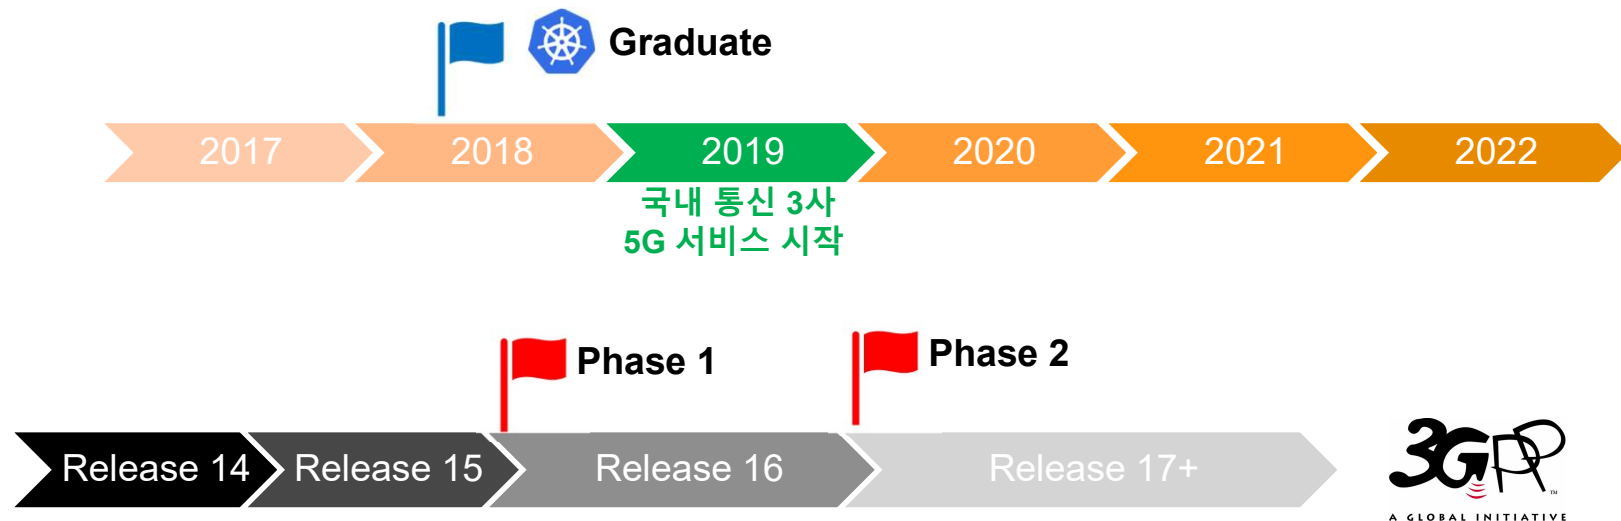 Graduate
2017 2018 2019 2020 2021 2022
국내 통신 3사
5G 서비스 시작
Phase 1 Phase 2
Release 14 Release 15 Release 16 Release 17+
3GPP
TM
A GLOBAL INITIATIVE